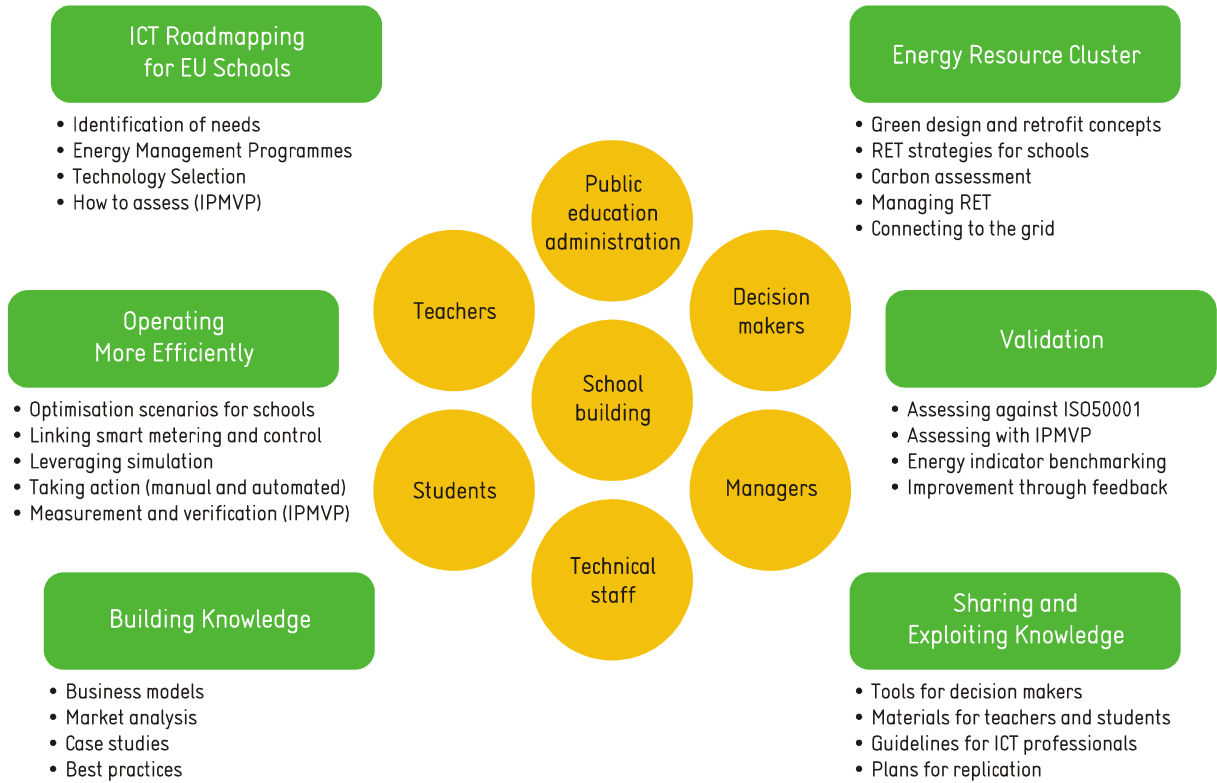 ICT Roadmapping
for EU Schools
• Identification of needs
• Energy Management Programmes
• Technology Selection
• How to assess (IPMVP)
Operating
More Efficiently
• Optimisation scenarios for schools
• Linking smart metering and control
• Leveraging simulation
• Taking action (manual and automated)
• Measurement and verification (IPMVP)
Building Knowledge
• Business models
• Market analysis
• Case studies
• Best practices
Public
education
administration
Teachers
Decision
makers
School
building
Students
Managers
Technical
staff
Energy Resource Cluster
• Green design and retrofit concepts
• RET strategies for schools
• Carbon assessment
• Managing RET
• Connecting to the grid
Validation
• Assessing against ISO50001
• Assessing with IPMVP
• Energy indicator benchmarking
• Improvement through feedback
Sharing and
Exploiting Knowledge
• Tools for decision makers
• Materials for teachers and students
• Guidelines for ICT professionals
• Plans for replication